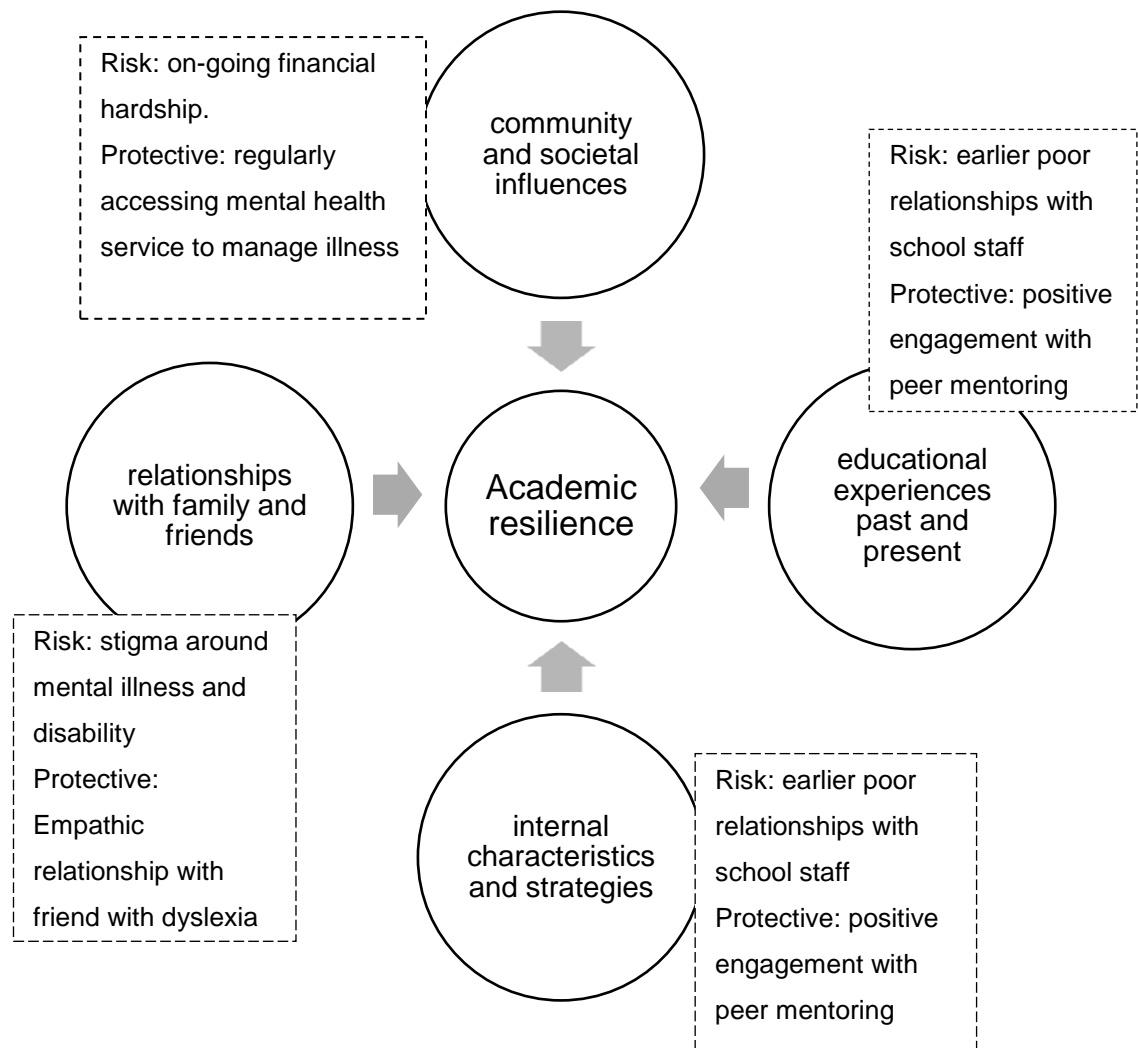 Risk: on-going financial
hardship.
Protective: regularly
accessing mental health
service to manage illness
community
and societal
influences
Risk: earlier poor
relationships with
school staff
Protective: positive
engagement with
peer mentoring
relationships
with family and
friends
Academic
resilience
educational
experiences
past and
present
Risk: stigma around
mental illness and
disability
Protective:
Empathic
relationship with
friend with dyslexia
internal
characteristics
and strategies
Risk: earlier poor
relationships with
school staff
Protective: positive
engagement with
peer mentoring